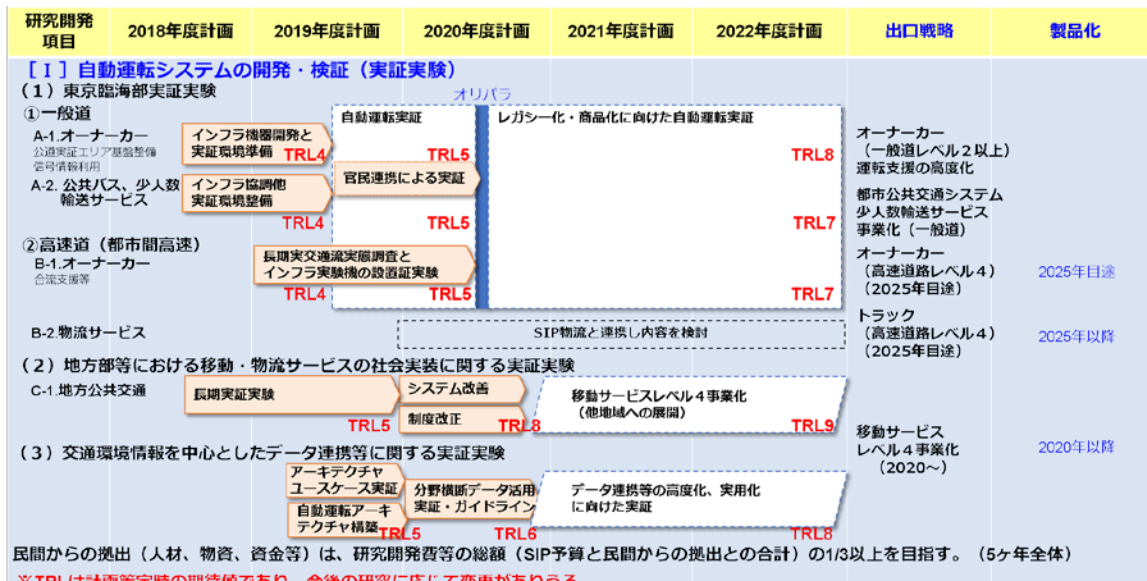 研究開発
項目
2018年度計画
2019年度計画
2020年度計画
2021年度計画
2022年度計画
出口戦略
製品化
[Ⅰ] 自動運転システムの開発・検証（実証実験）
（1）東京臨海部実証実験
オリパラ
①一般道
自動運転実証
レガシー化・商品化に向けた自動運転実証
A-1.オーナーカー
公道実証エリア基盤整備
信号情報利用
インフラ機器開発と
実証環境準備
TRL4
TRL5
TRL8
オーナーカー
（一般道レベル２以上）
運転支援の高度化
官民連携による実証
A-2. 公共バス、少人数
輸送サービス
インフラ協調他
実証環境整備
TRL4
TRL5
TRL7
都市公共交通システム
少人数輸送サービス
事業化（一般道）
②高速道（都市間高速）
B-1.オーナーカー
合流支援等
長期実交通流実態調査と
インフラ実験機の設置証実験
TRL4
TRL5
TRL7
オーナーカー
（高速道路レベル４）
（2025年目途）
2025年目途
B-2.物流サービス
SIP物流と連携し内容を検討
トラック
（高速道路レベル４）
（2025年目途）
2025年以降
（２）地方部等における移動・物流サービスの社会実装に関する実証実験
C-1.地方公共交通
長期実証実験
TRL5
システム改善
制度改正
TRL8
移動サービスレベル４事業化
（他地域への展開）
TRL9
移動サービス
レベル４事業化
（2020～）
2020年以降
（３）交通環境情報を中心としたデータ連携等に関する実証実験
アーキテクチャ
ユースケース実証
自動運転アーキ
テクチャ構築
TRL5
分野横断データ活用
実証・ガイドライン
TRL6
データ連携等の高度化、実用化
に向けた実証
TRL8
民間からの拠出（人材、物資、資金等）は、研究開発費等の総額（SIP予算と民間からの拠出との合計）の1/3以上を目指す。（5ヶ年全体）
※TRLは計画策定時の期待値であり、今後の研究に応じて変更がありうる